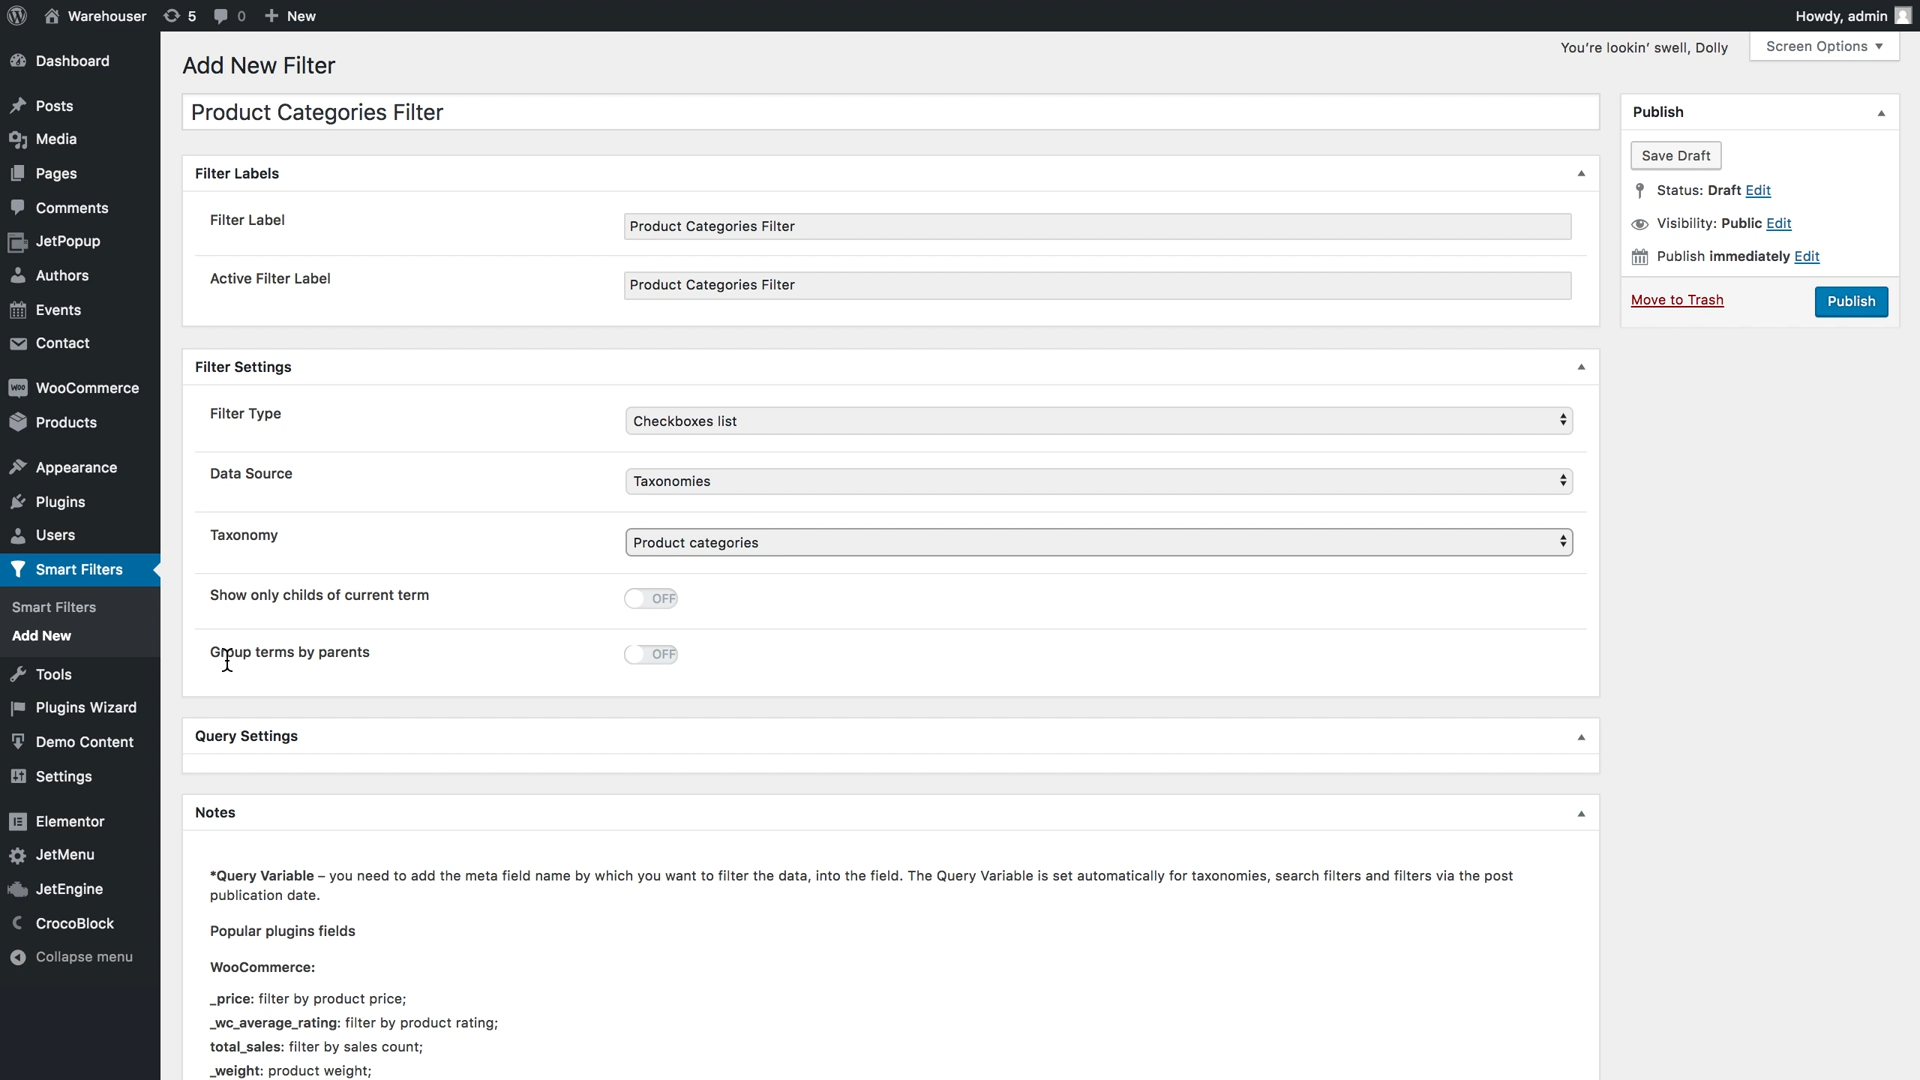 Warehouser 5 0 New Howdy, admin
You're lookin' swell, Dolly Screen Options
Dashboard
Posts
Media
Pages
Comments
JetPopup
Authors
Events
Contact
WooCommerce
Products
Appearance
Plugins
Users
Smart Filters
Smart Filters
Add New
Tools
Plugins Wizard
Demo Content
Settings
Elementor
JetMenu
JetEngine
CrocoBlock
Collapse menu
Add New Filter
Product Categories Filter
Filter Labels
Filter Label Product Categories Filter
Active Filter Label Product Categories Filter
Filter Settings
Filter Type Checkboxes list
Data Source Taxonomies
Taxonomy Product categories
Show only childs of current term OFF
Group terms by parents OFF
Query Settings
Notes
*Query Variable – you need to add the meta field name by which you want to filter the data, into the field. The Query Variable is set automatically for taxonomies, search filters and filters via the post
publication date.
Popular plugins fields
WooCommerce:
_price: filter by product price;
_wc_average_rating: filter by product rating;
total_sales: filter by sales count;
_weight: product weight;
Publish
Save Draft
Status: Draft Edit
Visibility: Public Edit
Publish immediately Edit
Move to Trash Publish